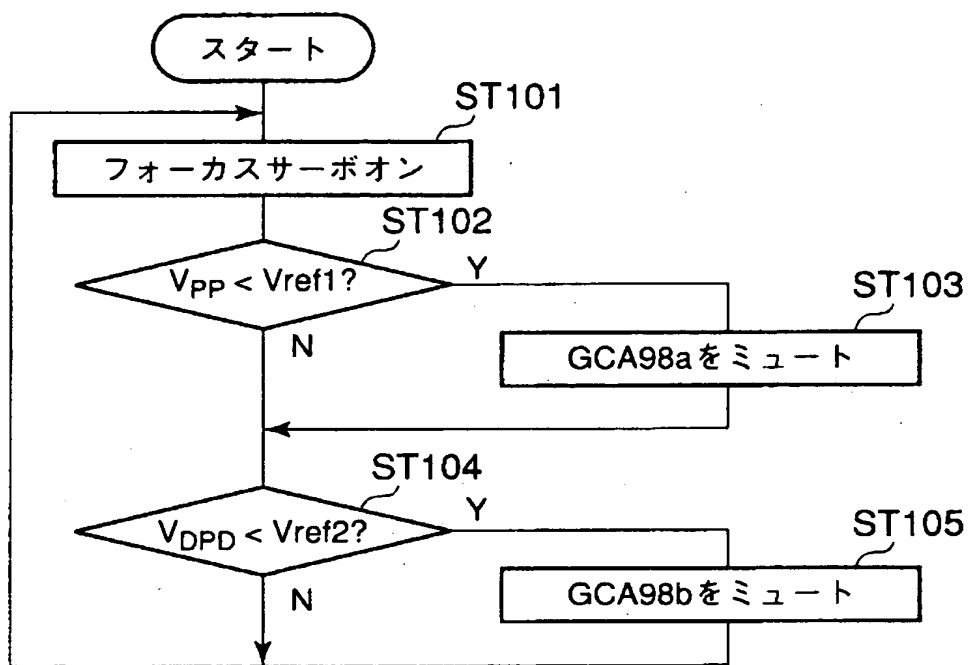 スタート
ST101
フォーカスサーボオン
ST102
VPP < Vref1?
Y
N
ST103
GCA98aをミュート
ST104
VDPD < Vref2?
Y
N
ST105
GCA98bをミュート